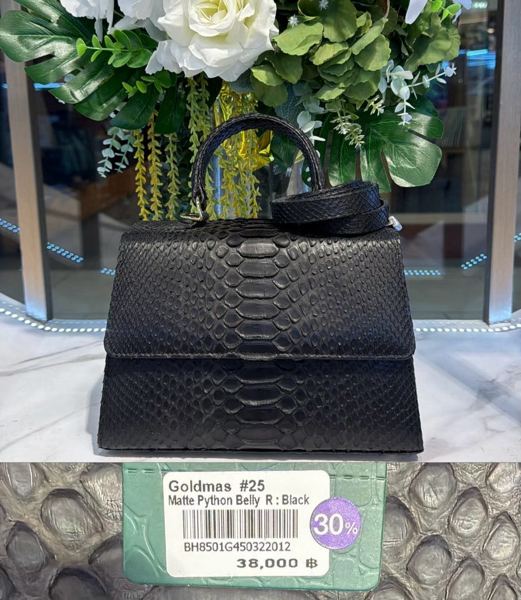 Goldmas #25
Matte Python Belly R : Black
30%
BH8501G450322012
38,000 ฿